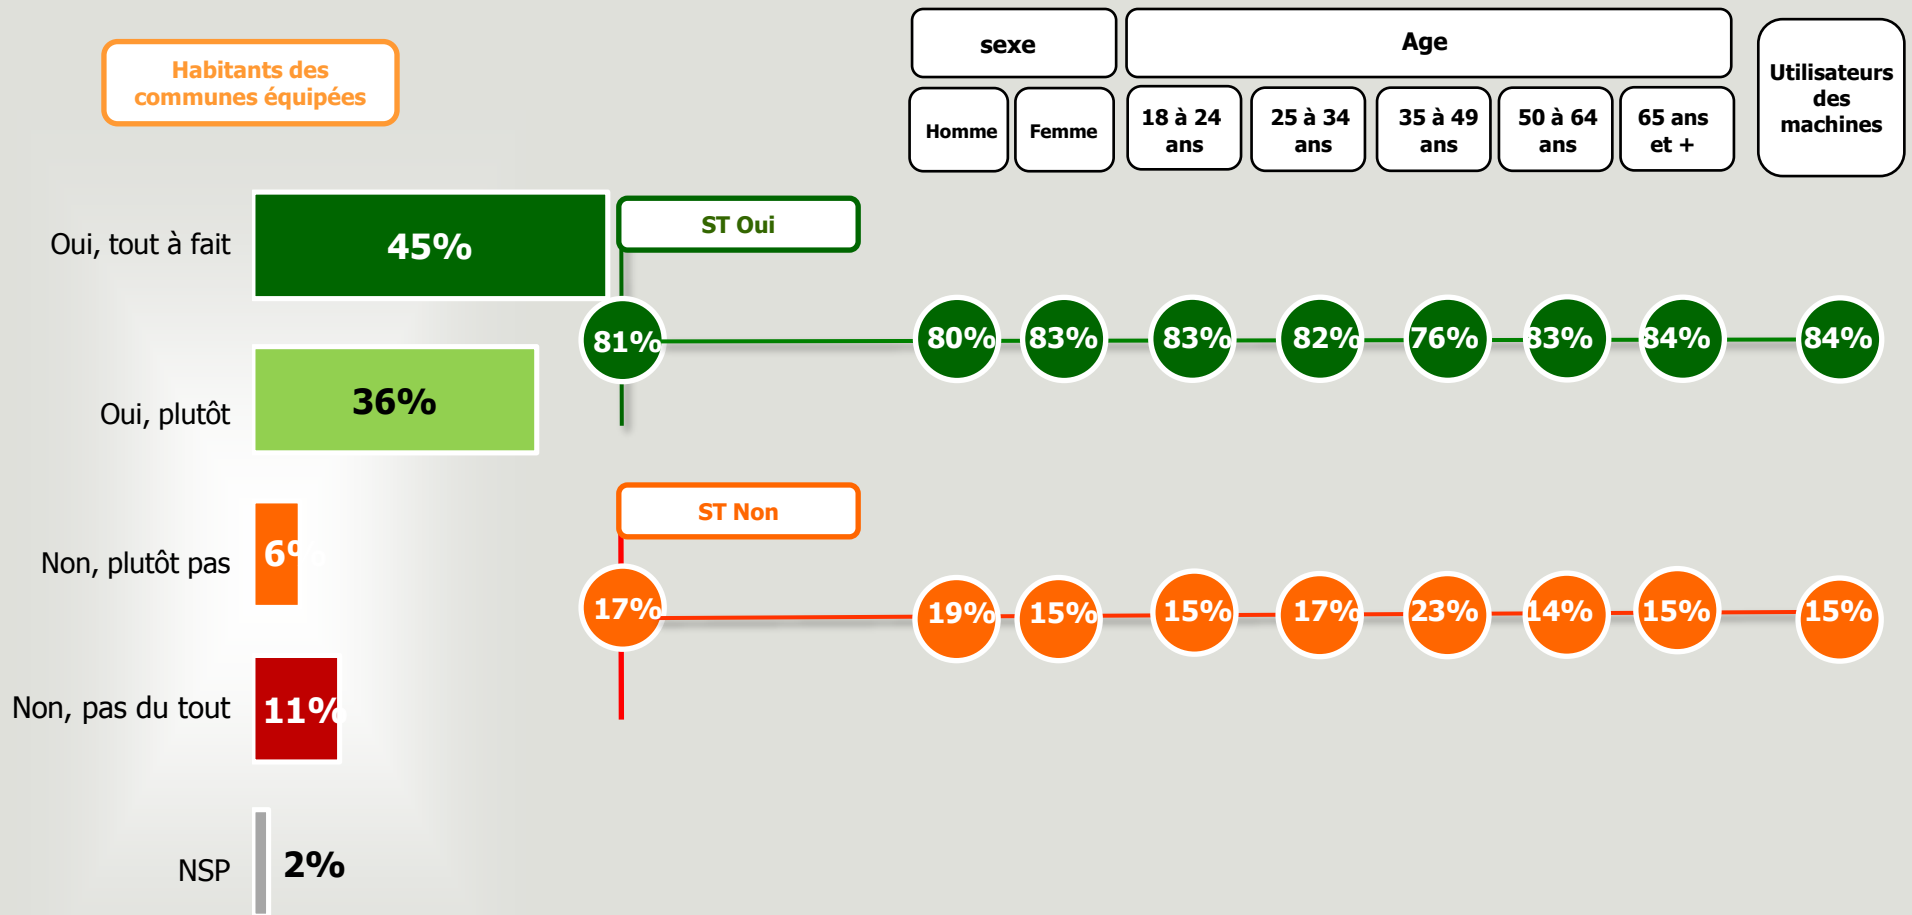 Habitants des
communes équipées
sexe
Age
Utilisateurs
des
machines
Homme
Femme
18 à 24
ans
25 à 34
ans
35 à 49
ans
50 à 64
ans
65 ans
et +
Oui, tout à fait
45%
ST Oui
81%
80%
83%
83%
82%
76%
83%
84%
84%
Oui, plutôt
36%
ST Non
Non, plutôt pas
6%
17%
19%
15%
15%
17%
23%
14%
15%
15%
Non, pas du tout
11%
NSP
2%